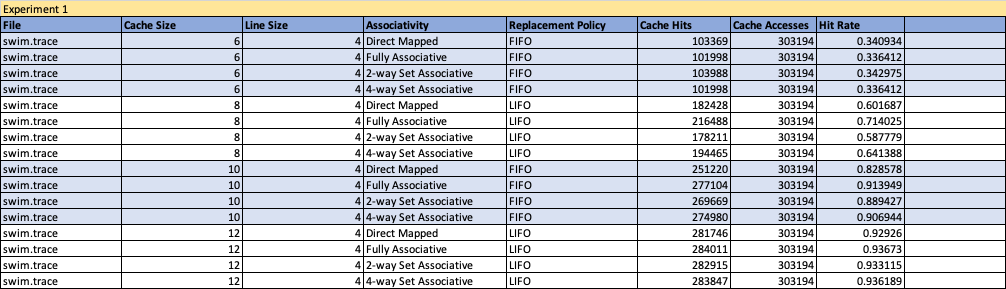 Experiment 1
File Cache Size Line Size Associativity Replacement Policy Cache Hits Cache Accesses Hit Rate
swim.trace 6 4 Direct Mapped FIFO 103369 303194 0.340934
swim.trace 6 4 Fully Associative FIFO 101998 303194 0.336412
swim.trace 6 4 2-way Set Associative FIFO 103988 303194 0.342975
swim.trace 6 4 4-way Set Associative FIFO 101998 303194 0.336412
swim.trace 8 4 Direct Mapped LIFO 182428 303194 0.601687
swim.trace 8 4 Fully Associative LIFO 216488 303194 0.714025
swim.trace 8 4 2-way Set Associative LIFO 178211 303194 0.587779
swim.trace 8 4 4-way Set Associative LIFO 194465 303194 0.641388
swim.trace 10 4 Direct Mapped FIFO 251220 303194 0.828578
swim.trace 10 4 Fully Associative FIFO 277104 303194 0.913949
swim.trace 10 4 2-way Set Associative FIFO 269669 303194 0.889427
swim.trace 10 4 4-way Set Associative FIFO 274980 303194 0.906944
swim.trace 12 4 Direct Mapped LIFO 281746 303194 0.92926
swim.trace 12 4 Fully Associative LIFO 284011 303194 0.93673
swim.trace 12 4 2-way Set Associative LIFO 282915 303194 0.933115
swim.trace 12 4 4-way Set Associative LIFO 283847 303194 0.936189